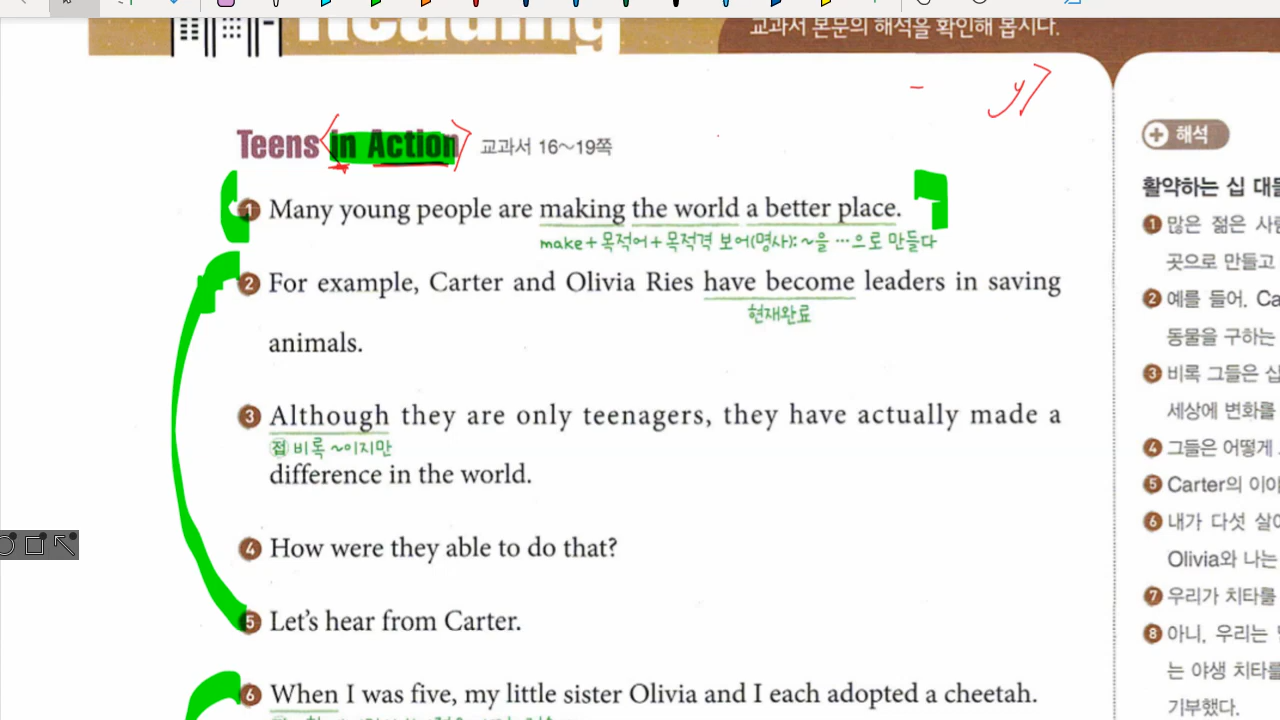 Reading
교과서 본문의 해석을 확인해 봅시다.
Teens in Action 교과서 16~19쪽
1 Many young people are making the world a better place.
make+목적어+목적격 보어(명사): ~을 …으로 만들다
2 For example, Carter and Olivia Ries have become leaders in saving
현재완료
animals.
3 Although they are only teenagers, they have actually made a
접 비록 ~이지만
difference in the world.
4 How were they able to do that?
5 Let's hear from Carter.
6 When I was five, my little sister Olivia and I each adopted a cheetah.
해석
활약하는 십 대들
1 많은 젊은
곳으로 만들고
2 예를 들어,
동물을 구하는
3 비록 그들은
세상에 변화를
4 그들은 어떻게
5 Carter의
6 내가 다섯
Olivia와 나는
7 우리가 치타를
8 아니, 우리는
는 야생 치타를
기부했다.